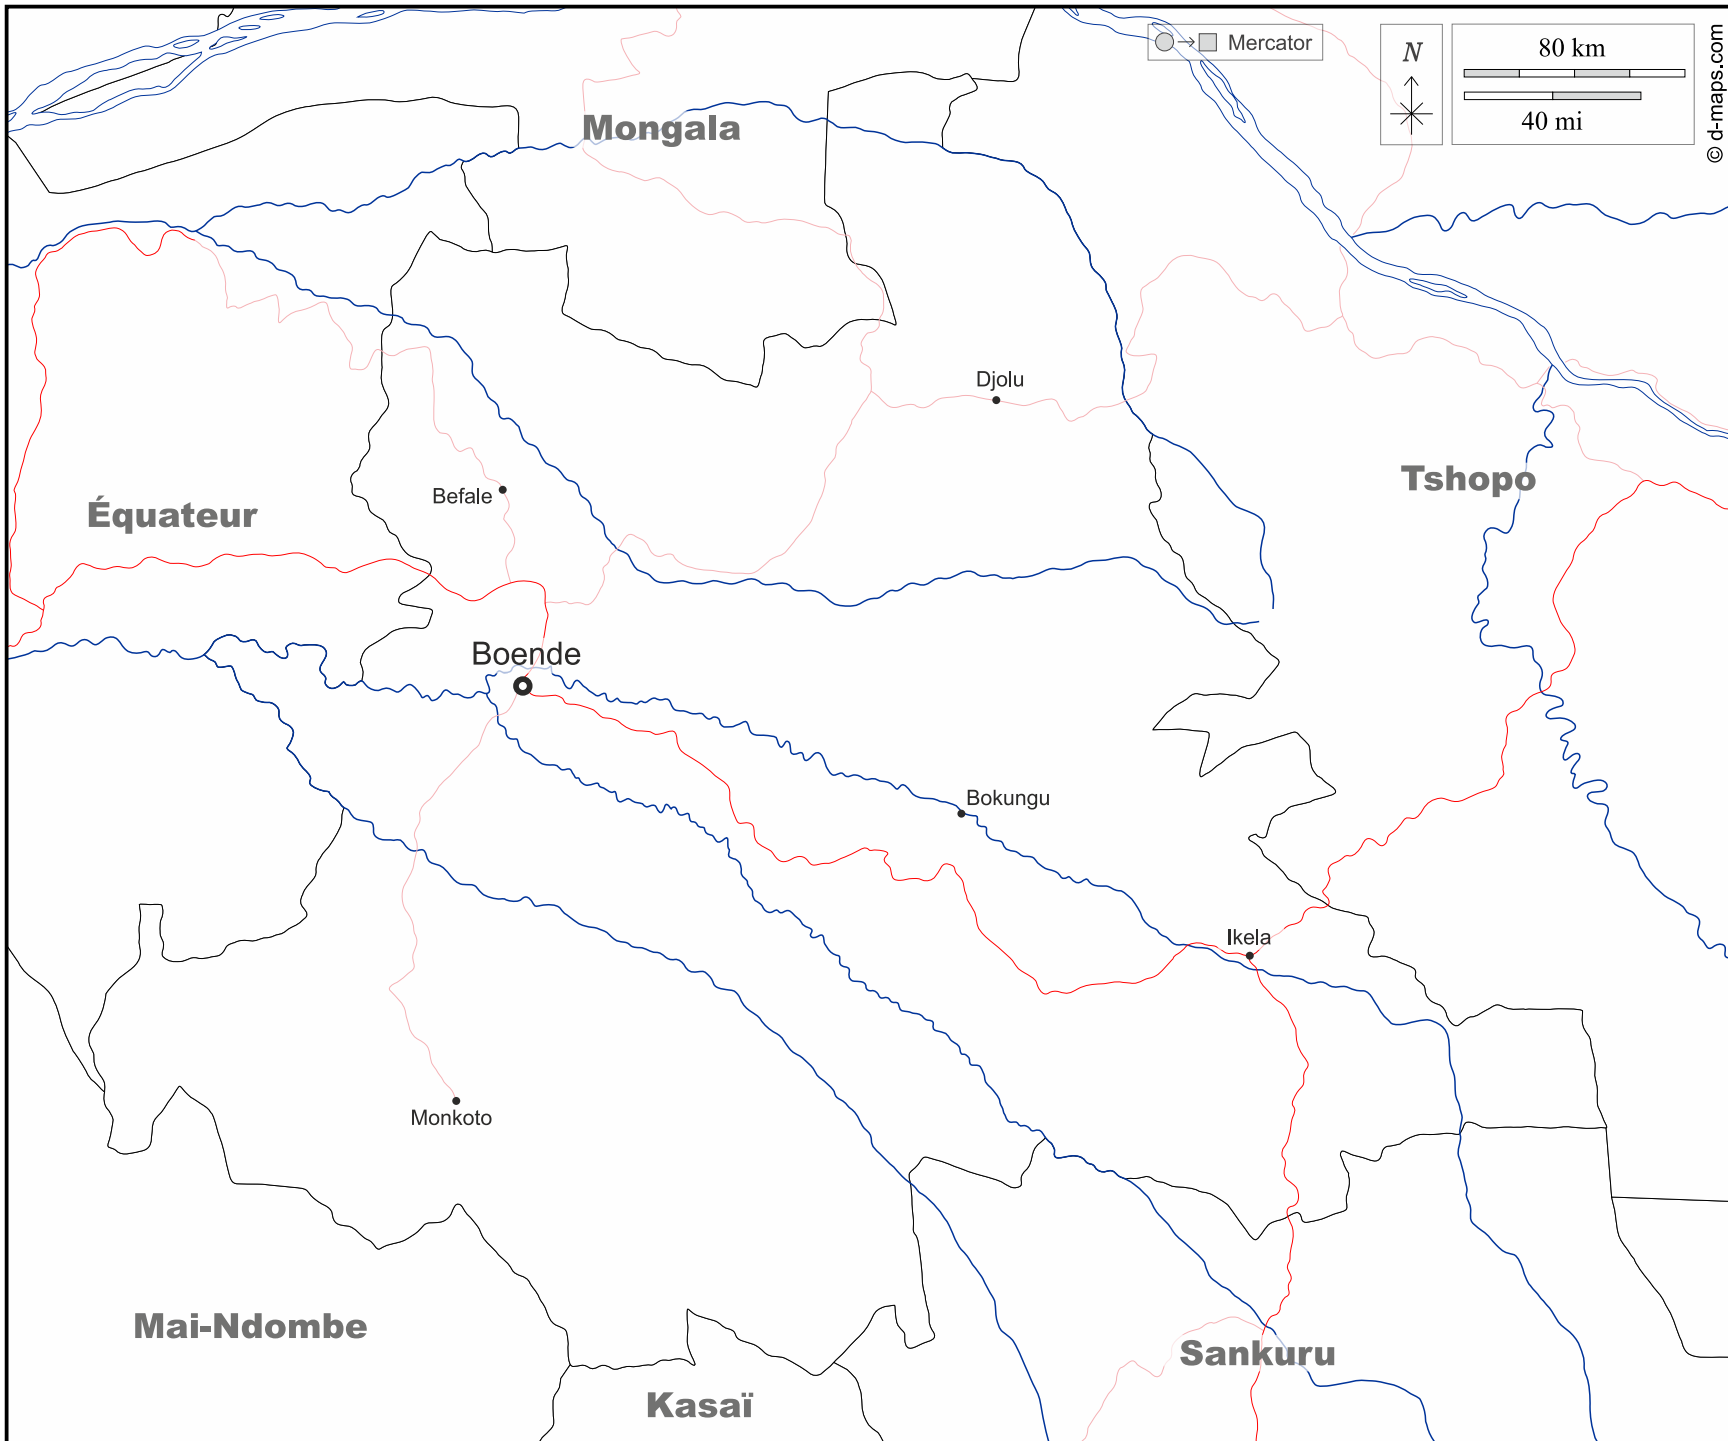 Mercator
N
80 km
40 mi
© d-maps.com
Mongala
Djolu
Tshopo
Befale
Équateur
Boende
Bokungu
Ikela
Monkoto
Mai-Ndombe
Sankuru
Kasaï